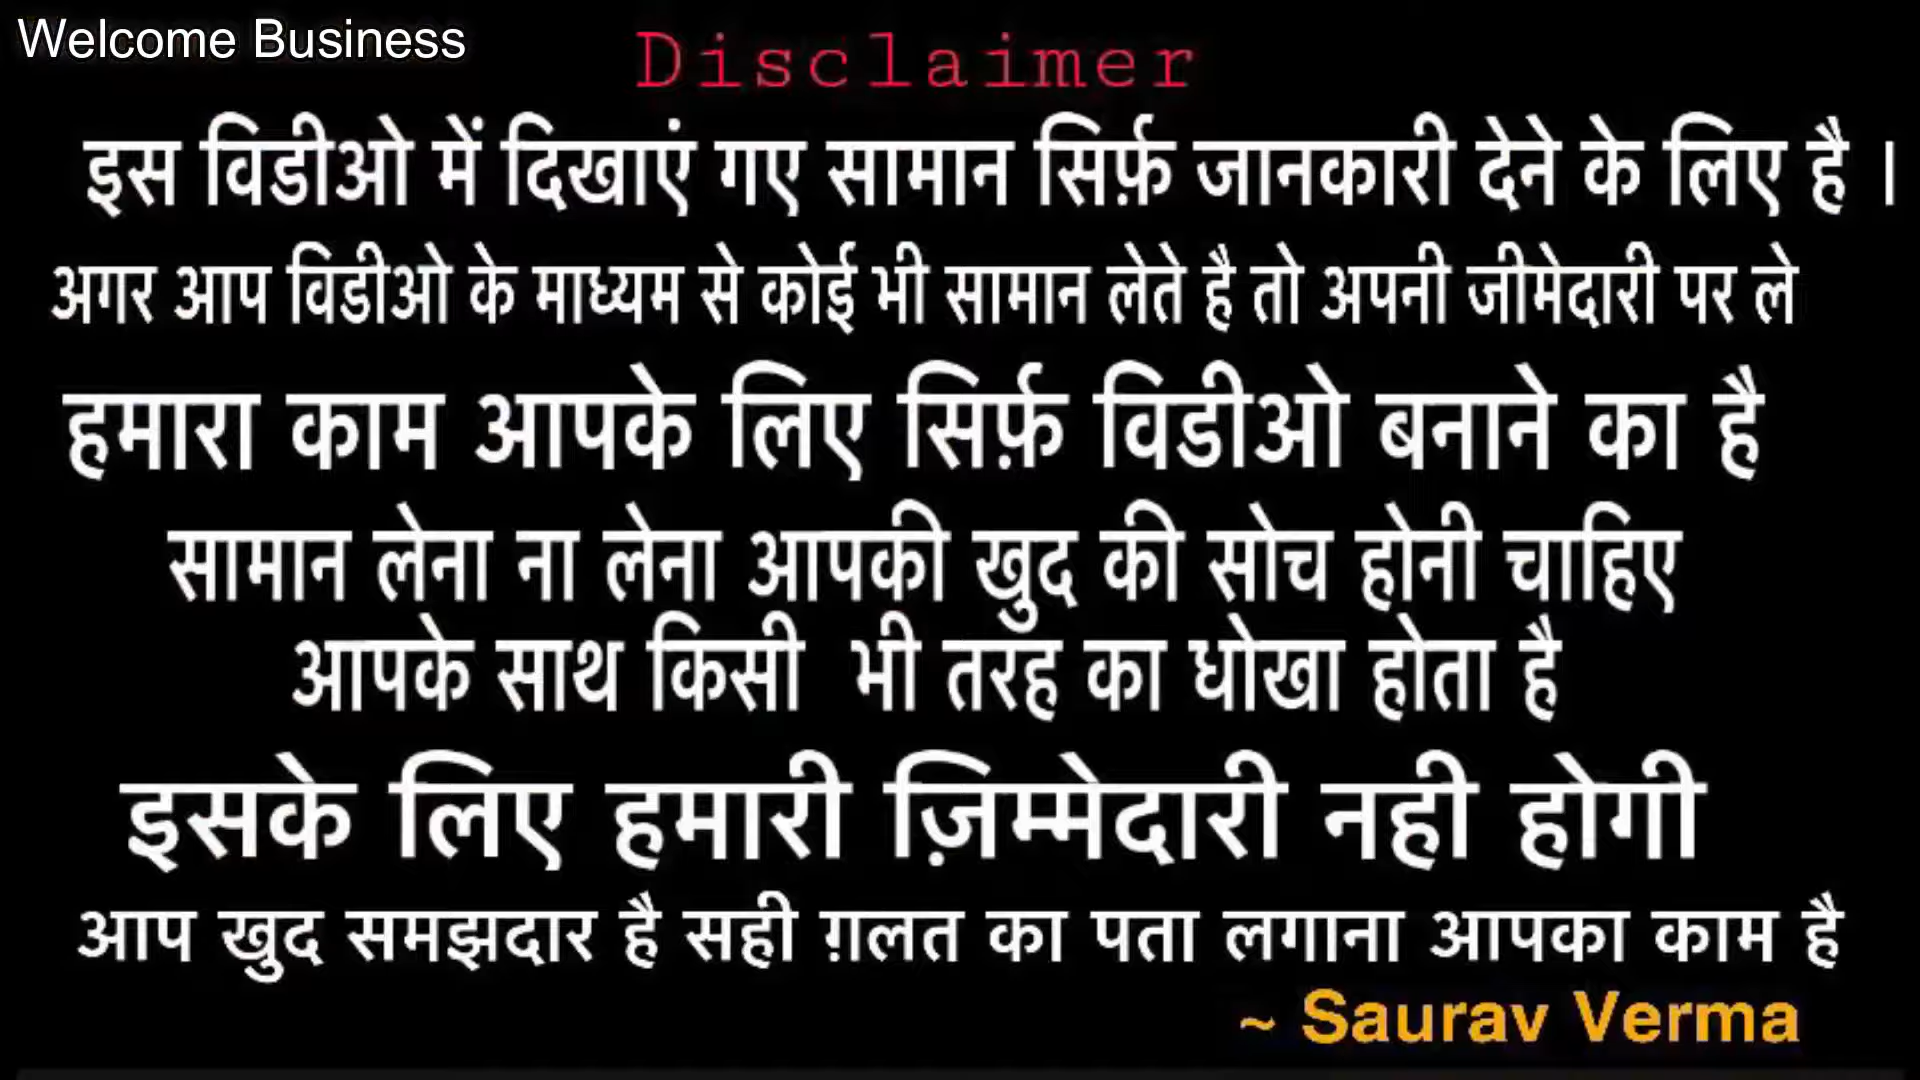 Welcome Business
Disclaimer
इस विडीओ में दिखाएं गए सामान सिर्फ़ जानकारी देने के लिए है ।
अगर आप विडीओ के माध्यम से कोई भी सामान लेते है तो अपनी जीमेदारी पर ले
हमारा काम आपके लिए सिर्फ़ विडीओ बनाने का है
सामान लेना ना लेना आपकी खुद की सोच होनी चाहिए
आपके साथ किसी भी तरह का धोखा होता है
इसके लिए हमारी ज़िम्मेदारी नही होगी
आप खुद समझदार है सही ग़लत का पता लगाना आपका काम है
~ Saurav Verma